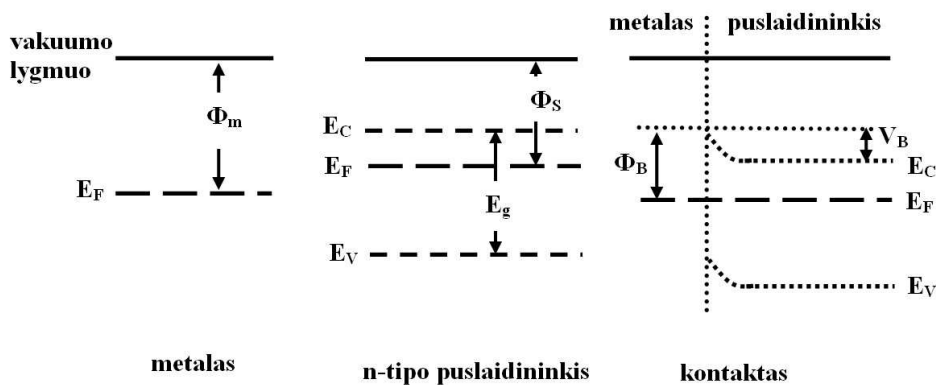 vakuumo
lygmuo
Φm
EF
metalas
ΦS
EC
EF
Eg
EV
n-tipo puslaidininkis
metalas
puslaidininkis
VB
EC
ΦB
EF
EV
kontaktas